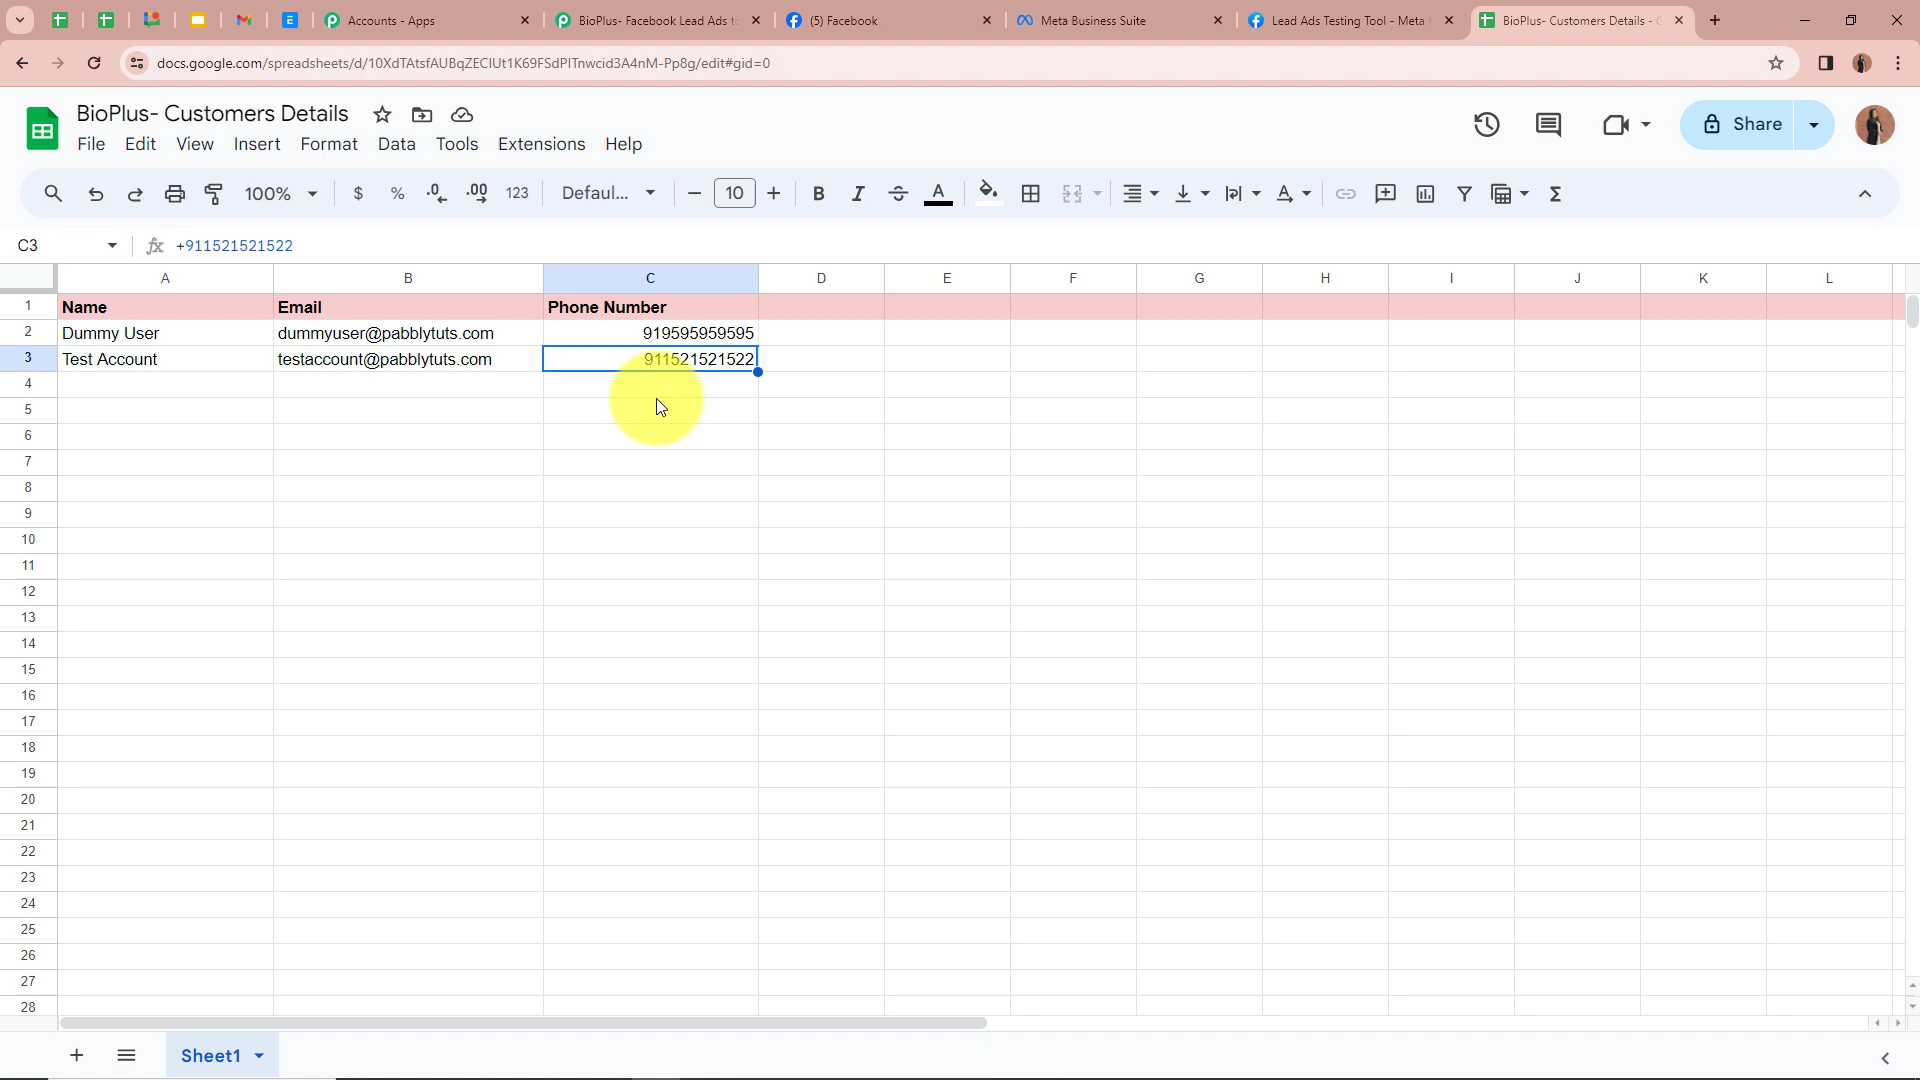 Accounts - Apps
BioPlus- Facebook Lead Ads to
(5) Facebook
Meta Business Suite
Lead Ads Testing Tool - Meta f
BioPlus- Customers Details - G
docs.google.com/spreadsheets/d/10XdTAtsfAUBqZECIUt1K69FSdPITnwcid3A4nM-Pp8g/edit#gid=0
BioPlus- Customers Details
File Edit View Insert Format Data Tools Extensions Help
Share
100% $ % .0 .00 123 Defaul... 10 B I S A
C3 fx +911521521522
A B C D E F G H I J K L
1 Name Email Phone Number
2 Dummy User dummyuser@pabblytuts.com 919595959595
3 Test Account testaccount@pabblytuts.com 911521521522
4
5
6
7
8
9
10
11
12
13
14
15
16
17
18
19
20
21
22
23
24
25
26
27
28
Sheet1